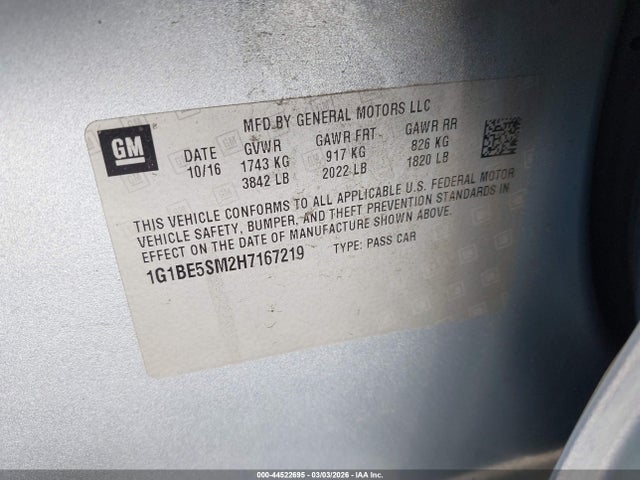 MFD BY GENERAL MOTORS LLC
GM
DATE GVWR GAWR FRT GAWR RR
10/16 1743 KG 917 KG 826 KG
3842 LB 2022 LB 1820 LB
THIS VEHICLE CONFORMS TO ALL APPLICABLE U.S. FEDERAL MOTOR
VEHICLE SAFETY, BUMPER, AND THEFT PREVENTION STANDARDS IN
EFFECT ON THE DATE OF MANUFACTURE SHOWN ABOVE.
1G1BE5SM2H7167219 TYPE: PASS CAR
000-44522695 - 03/03/2026 - IAA Inc.